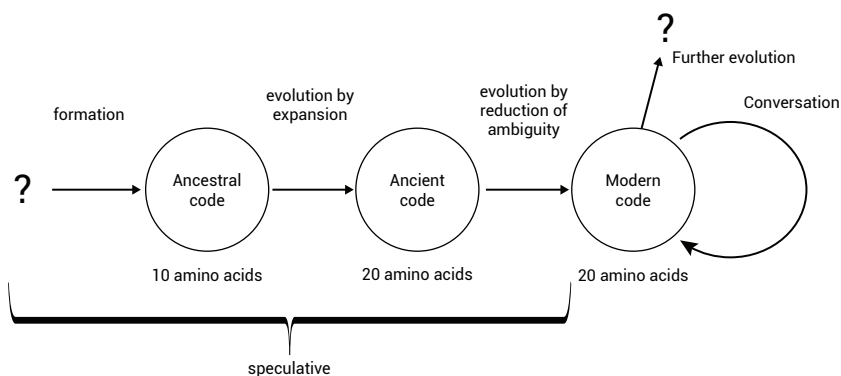 ?
Further evolution
formation
evolution by
expansion
evolution by
reduction of
ambiguity
Conversation
?
Ancestral
code
Ancient
code
Modern
code
10 amino acids
20 amino acids
20 amino acids
speculative